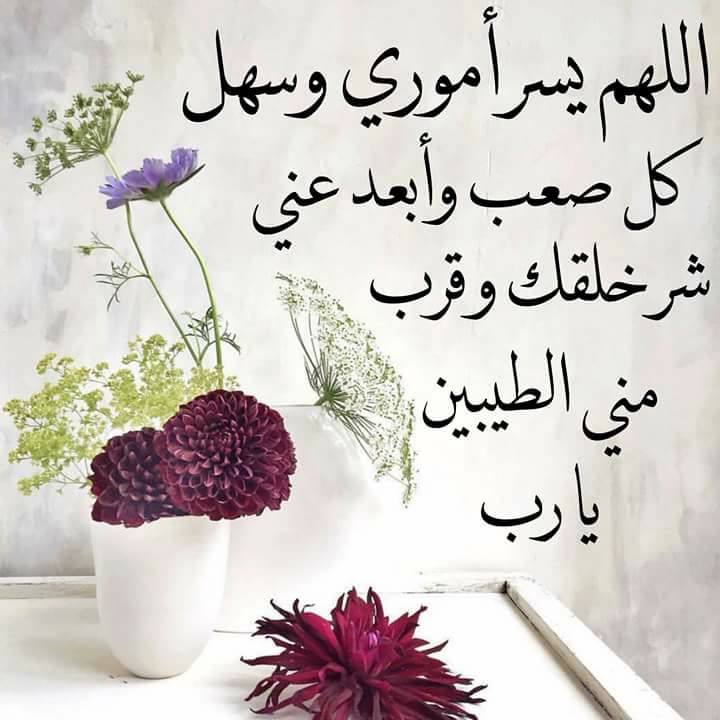 اللهم يسر أموري وسهل
كل صعب وأبعد عني
شر خلقك وقرب
مني الطيبين
يا رب